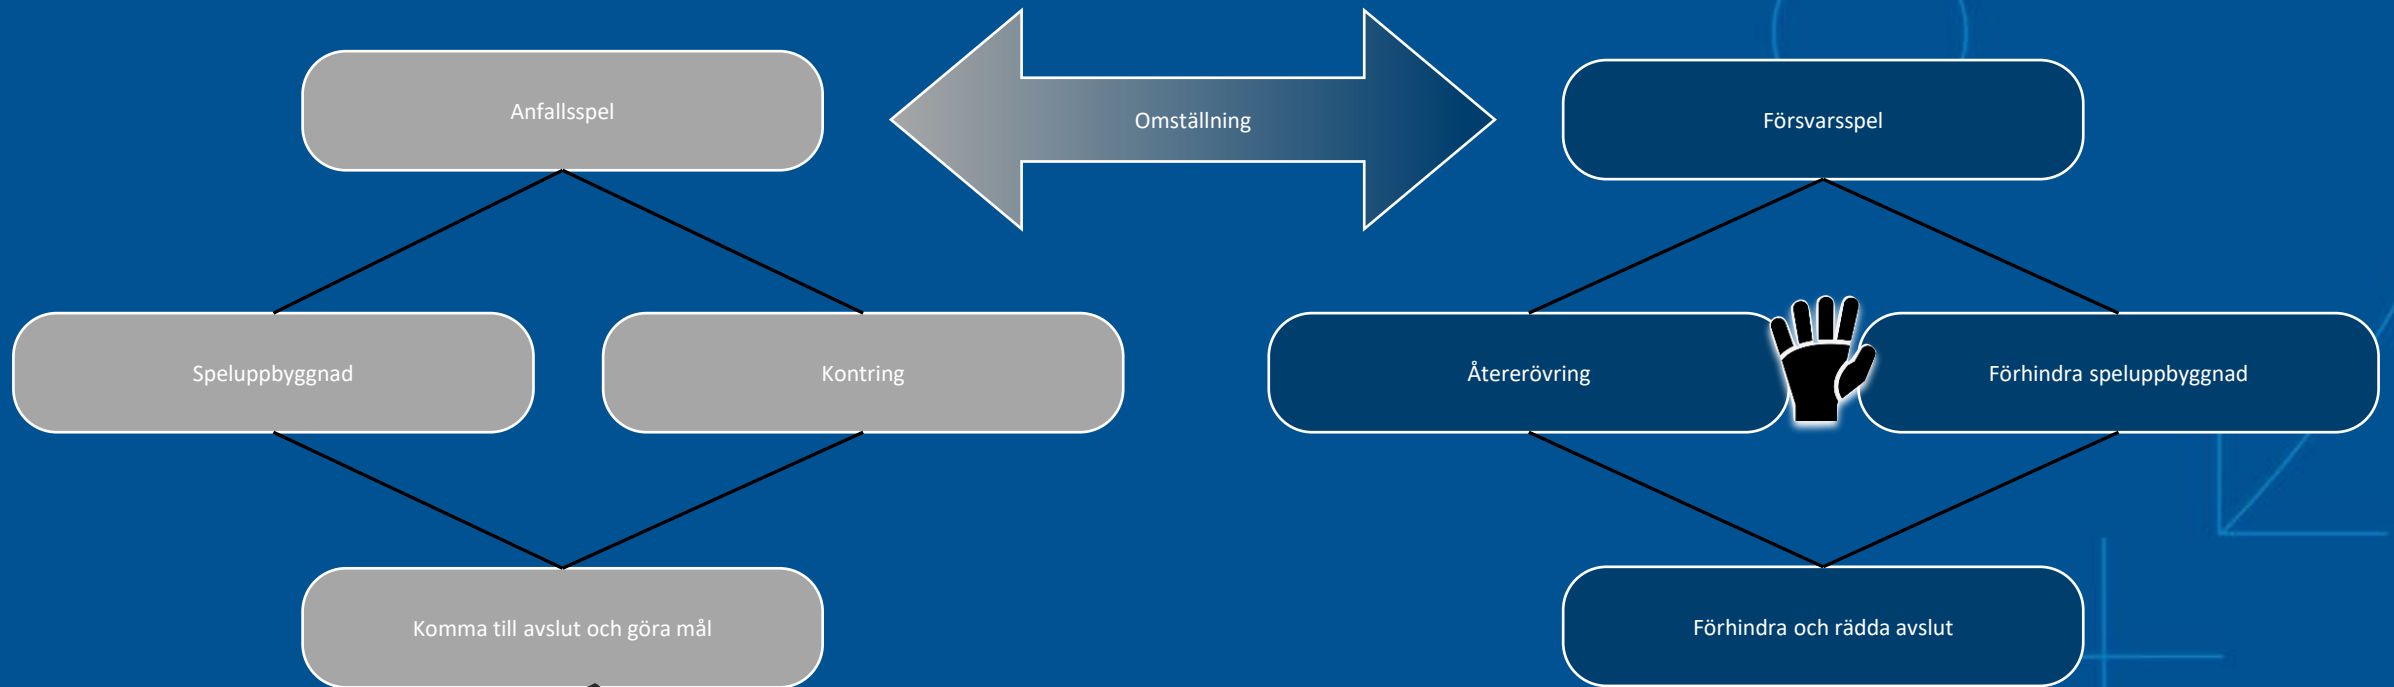 Anfallsspel
Omställning
Försvarsspel
Speluppbyggnad
Kontring
Återerövring
Förhindra speluppbyggnad
Komma till avslut och göra mål
Förhindra och rädda avslut